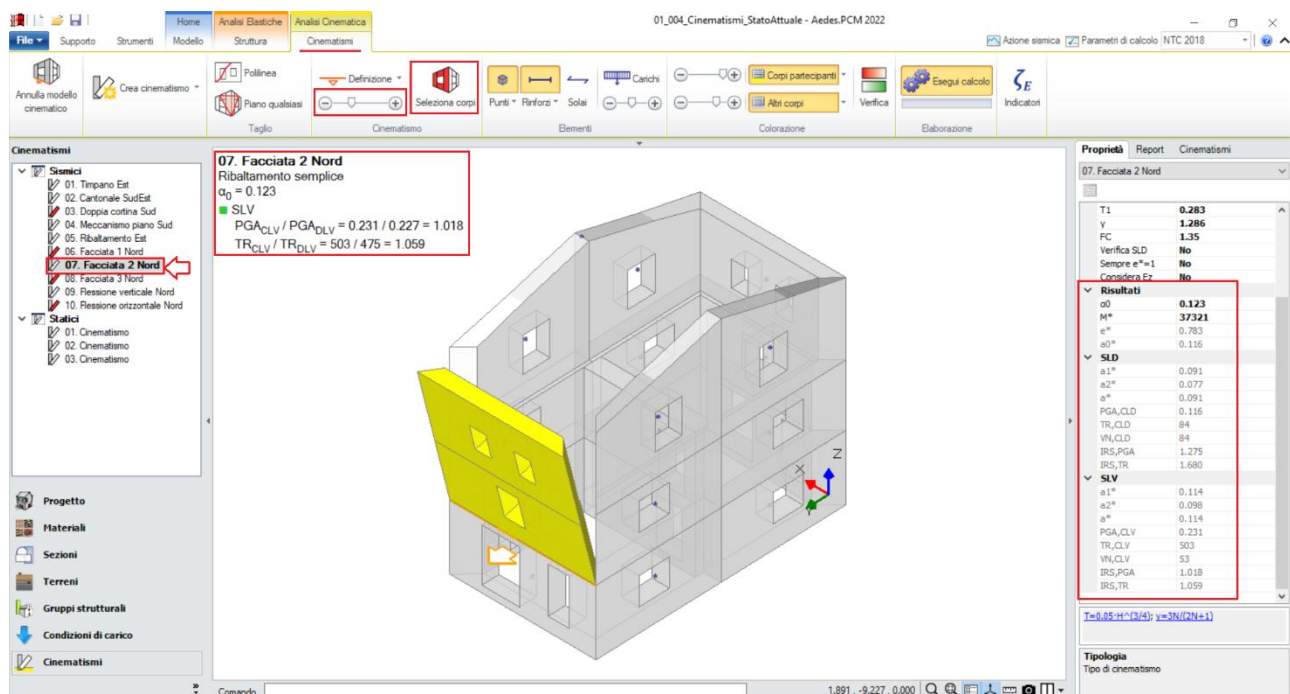 01_004_Cinematismi_StatoAttuale - Aedes.PCM 2022
Home
Analisi Elastiche
Analisi Cinematica
File
Supporto
Strumenti
Modello
Struttura
Cinematismi
Azione sismica
Parametri di calcolo
NTC 2018
Annulla modello
cinematico
Crea cinematismo
Polilinea
Piano qualsiasi
Taglio
Definizione
Seleziona corpi
Cinematismo
Punti
Rinforzi
Solai
Carichi
Elementi
Corpi partecipanti
Altri corpi
Colorazione
Verifica
Esegui calcolo
Elaborazione
ζE
Indicatori
Cinematismi
Sismici
01. Timpano Est
02. Cantonale SudEst
03. Doppia cortina Sud
04. Meccanismo piano Sud
05. Ribaltamento Est
06. Facciata 1 Nord
07. Facciata 2 Nord
08. Facciata 3 Nord
09. Flessione verticale Nord
10. Flessione orizzontale Nord
Statici
01. Cinematismo
02. Cinematismo
03. Cinematismo
Progetto
Materiali
Sezioni
Terreni
Gruppi strutturali
Condizioni di carico
Cinematismi
07. Facciata 2 Nord
Ribaltamento semplice
α0 = 0.123
SLV
PGACLV / PGADLV = 0.231 / 0.227 = 1.018
TRCLV / TRDLV = 503 / 475 = 1.059
Z
X
Y
Comando
1.891 , -9.227 , 0.000
Proprietà Report Cinematismi
07. Facciata 2 Nord
T1 0.283
γ 1.286
FC 1.35
Verifica SLD No
Sempre e*=1 No
Considera Ez No
Risultati
α0 0.123
M* 37321
e* 0.783
a0* 0.116
SLD
a1* 0.091
a2* 0.077
a* 0.091
PGA,CLD 0.116
TR,CLD 84
VN,CLD 84
IRS,PGA 1.275
IRS,TR 1.680
SLV
a1* 0.114
a2* 0.098
a* 0.114
PGA,CLV 0.231
TR,CLV 503
VN,CLV 53
IRS,PGA 1.018
IRS,TR 1.059
T=0.05·H^(3/4); γ=3N/(2N+1)
Tipologia
Tipo di cinematismo